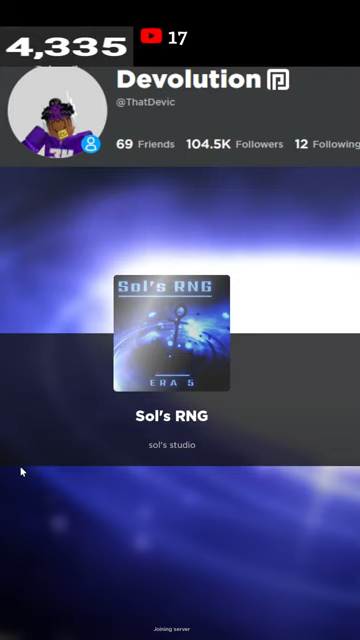 4,335
17
Devolution
@ThatDevic
69 Friends 104.5K Followers 12 Following
Sol's RNG
ERA 5
Sol's RNG
sol's studio
Joining server